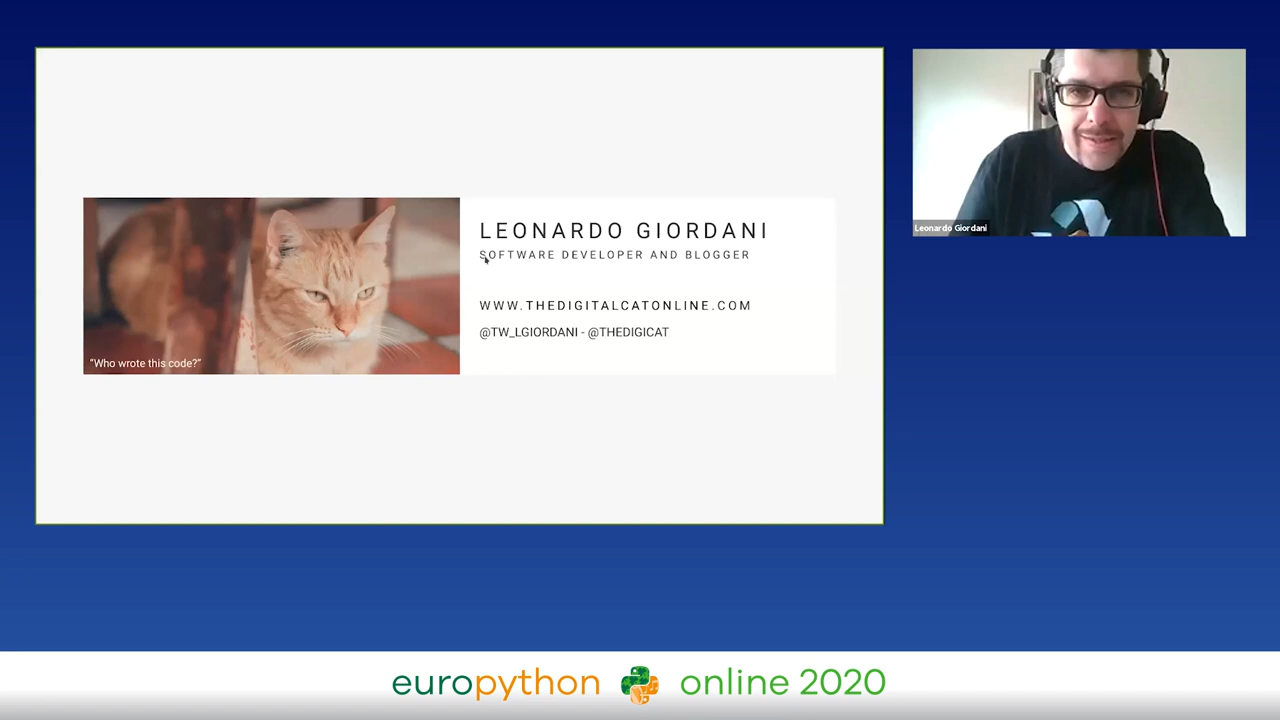 LEONARDO GIORDANI
SOFTWARE DEVELOPER AND BLOGGER
WWW.THEDIGITALCATONLINE.COM
@TW_LGIORDANI - @THEDIGICAT
“Who wrote this code?”
Leonardo Giordani
europython online 2020